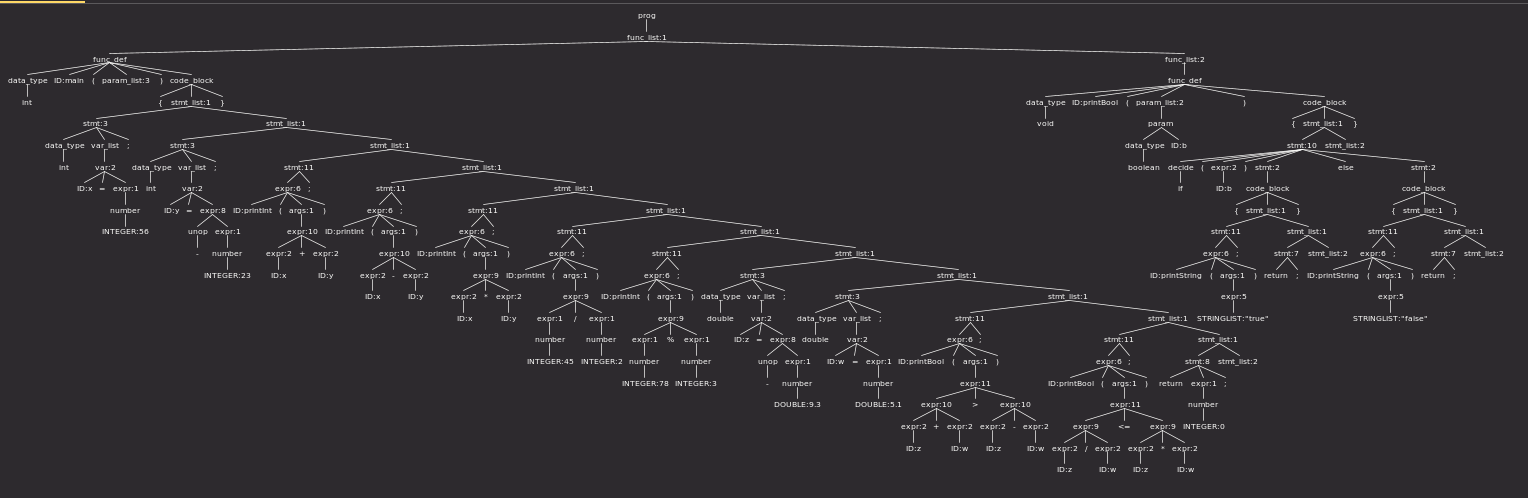 prog
func_list:1
func_def func_list:2
data_type ID:main ( param_list:3 ) code_block func_def
int { stmt_list:1 } data_type ID:printBool ( param_list:2 ) code_block
stmt:3 stmt_list:1 void param { stmt_list:1 }
data_type var_list ; stmt:3 stmt_list:1 data_type ID:b stmt:10 stmt_list:2
int var:2 data_type var_list ; stmt:11 stmt_list:1 boolean decide ( expr:2 ) stmt:2 else stmt:2
ID:x = expr:1 int var:2 expr:6 ; stmt:11 stmt_list:1 if ID:b code_block code_block
number ID:y = expr:8 ID:printInt ( args:1 ) expr:6 ; stmt:11 stmt_list:1 { stmt_list:1 } { stmt_list:1 }
INTEGER:56 unop expr:1 expr:10 ID:printInt ( args:1 ) expr:6 ; stmt:11 stmt_list:1 stmt:11 stmt_list:1 stmt:11 stmt_list:1
- number expr:2 + expr:2 expr:10 ID:printInt ( args:1 ) expr:6 ; stmt:11 stmt_list:1 expr:6 ; stmt:7 stmt_list:2 expr:6 ; stmt:7 stmt_list:2
INTEGER:23 ID:x ID:y expr:2 - expr:2 expr:9 ID:printInt ( args:1 ) expr:6 ; stmt:3 stmt_list:1 ID:printString ( args:1 ) return ; ID:printString ( args:1 ) return ;
ID:x ID:y expr:2 * expr:2 expr:9 ID:printInt ( args:1 ) data_type var_list ; stmt:3 stmt_list:1 expr:5 expr:5
ID:x ID:y expr:1 / expr:1 expr:9 double var:2 data_type var_list ; stmt:11 stmt_list:1 STRINGLIST:"true" STRINGLIST:"false"
number number expr:1 % expr:1 ID:z = expr:8 double var:2 expr:6 ; stmt:11 stmt_list:1
INTEGER:45 INTEGER:2 number number unop expr:1 ID:w = expr:1 ID:printBool ( args:1 ) expr:6 ; stmt:8 stmt_list:2
INTEGER:78 INTEGER:3 - number number expr:11 ID:printBool ( args:1 ) return expr:1 ;
DOUBLE:9.3 DOUBLE:5.1 expr:10 > expr:10 expr:11 number
expr:2 + expr:2 expr:2 - expr:2 expr:9 <= expr:9 INTEGER:0
ID:z ID:w ID:z ID:w expr:2 / expr:2 expr:2 * expr:2
ID:z ID:w ID:z ID:w